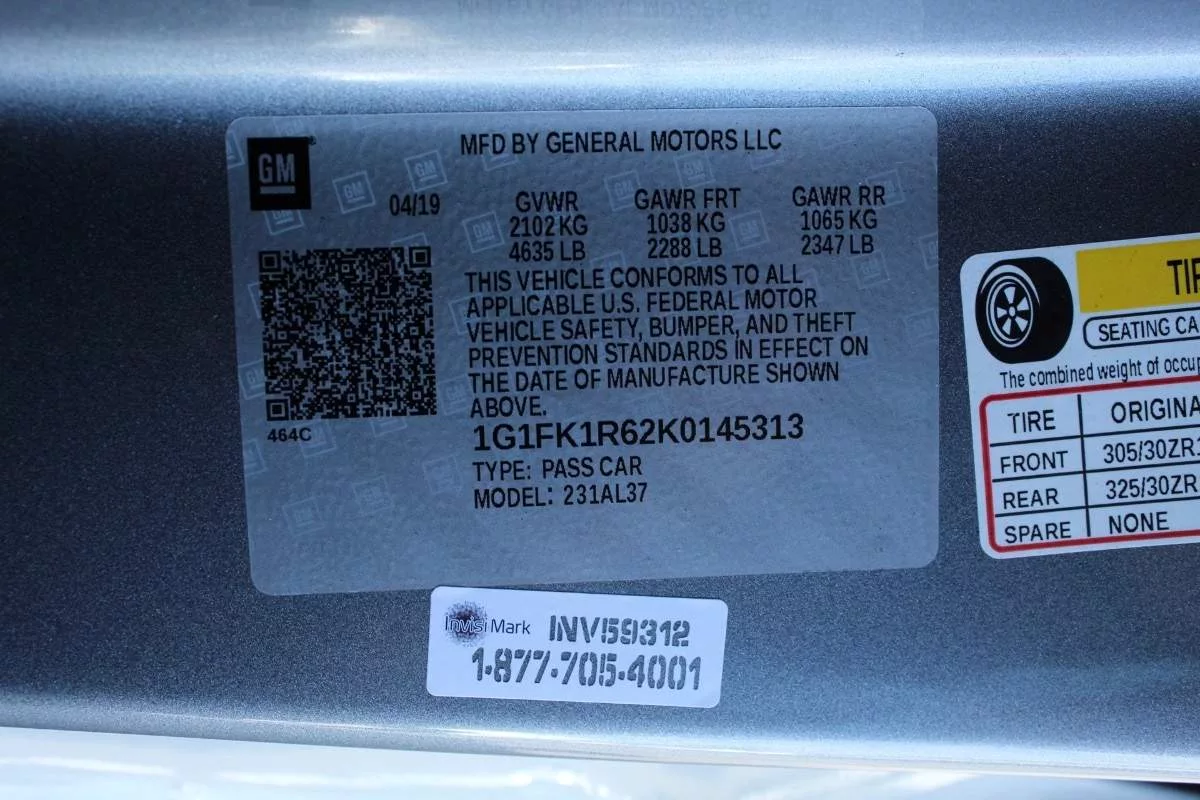 MFD BY GENERAL MOTORS LLC
GM
04/19
GVWR GAWR FRT GAWR RR
2102 KG 1038 KG 1065 KG
4635 LB 2288 LB 2347 LB
THIS VEHICLE CONFORMS TO ALL
APPLICABLE U.S. FEDERAL MOTOR
VEHICLE SAFETY, BUMPER, AND THEFT
PREVENTION STANDARDS IN EFFECT ON
THE DATE OF MANUFACTURE SHOWN
ABOVE.
464C
1G1FK1R62K0145313
TYPE: PASS CAR
MODEL: 231AL37
SEATING
The combined weight of
TIRE
FRONT 305/30ZR
REAR 325/30ZR
SPARE NONE
InvisiMark INV59312
1-877-705-4001